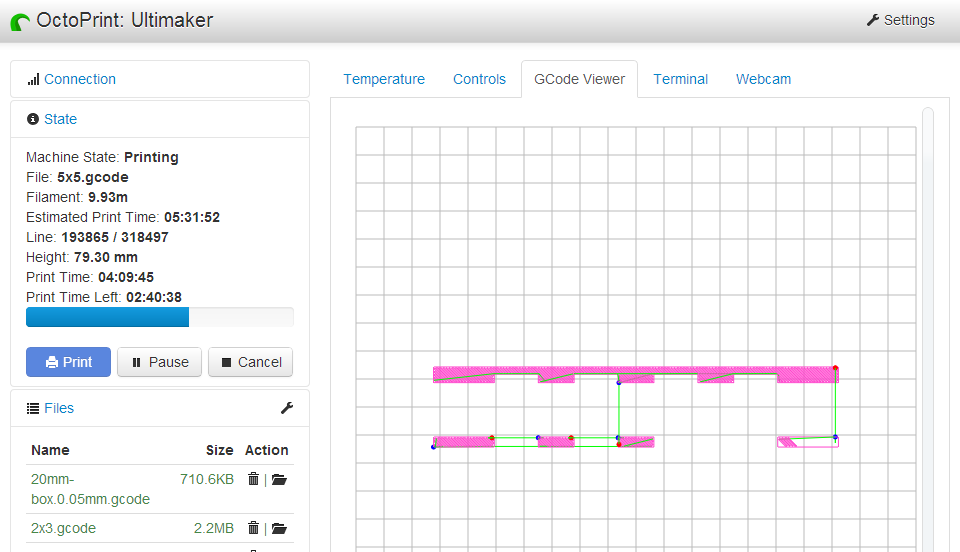 OctoPrint: Ultimaker
Settings
Connection
State
Machine State: Printing
File: 5x5.gcode
Filament: 9.93m
Estimated Print Time: 05:31:52
Line: 193865 / 318497
Height: 79.30 mm
Print Time: 04:09:45
Print Time Left: 02:40:38
Print Pause Cancel
Files
Name Size Action
20mm- 710.6KB |
box.0.05mm.gcode
2x3.gcode 2.2MB |
Temperature Controls GCode Viewer Terminal Webcam